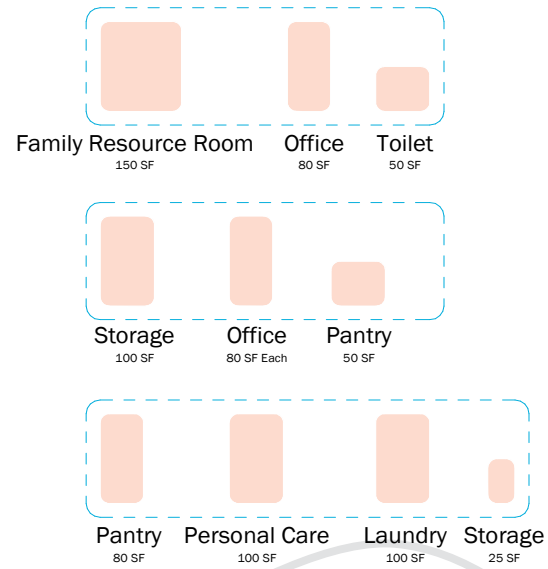 Family Resource Room Office Toilet
150 SF 80 SF 50 SF
Storage Office Pantry
100 SF 80 SF Each 50 SF
Pantry Personal Care Laundry Storage
80 SF 100 SF 100 SF 25 SF